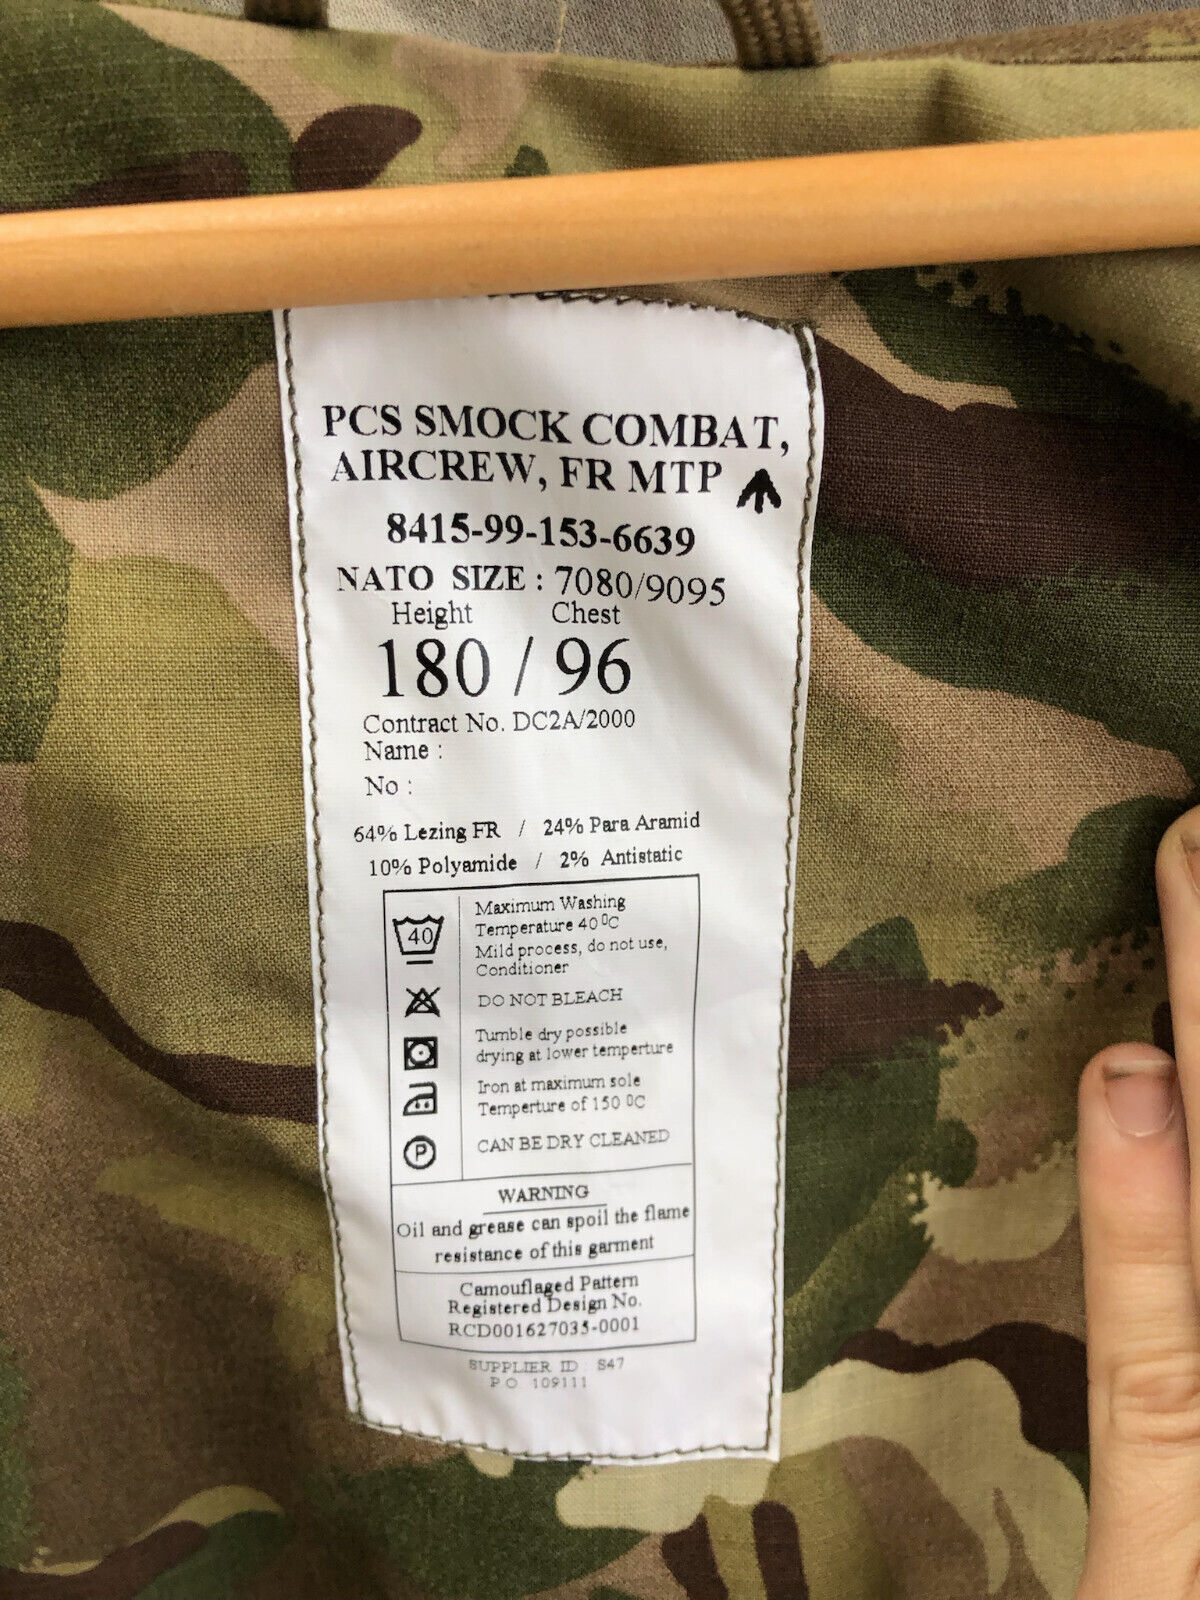 PCS SMOCK COMBAT,
AIRCREW, FR MTP
8415-99-153-6639
NATO SIZE : 7080/9095
Height Chest
180 / 96
Contract No. DC2A/2000
Name :
No :
64% Lezing FR / 24% Para Aramid
10% Polyamide / 2% Antistatic
40
Maximum Washing
Temperature 40 ⁰C
Mild process, do not use,
Conditioner
DO NOT BLEACH
Tumble dry possible
drying at lower temperture
Iron at maximum sole
Temperture of 150 ⁰C
P
CAN BE DRY CLEANED
WARNING
Oil and grease can spoil the flame
resistance of this garment
Camouflaged Pattern
Registered Design No.
RCD001627035-0001
SUPPLIER ID : S47
P.O. 109111